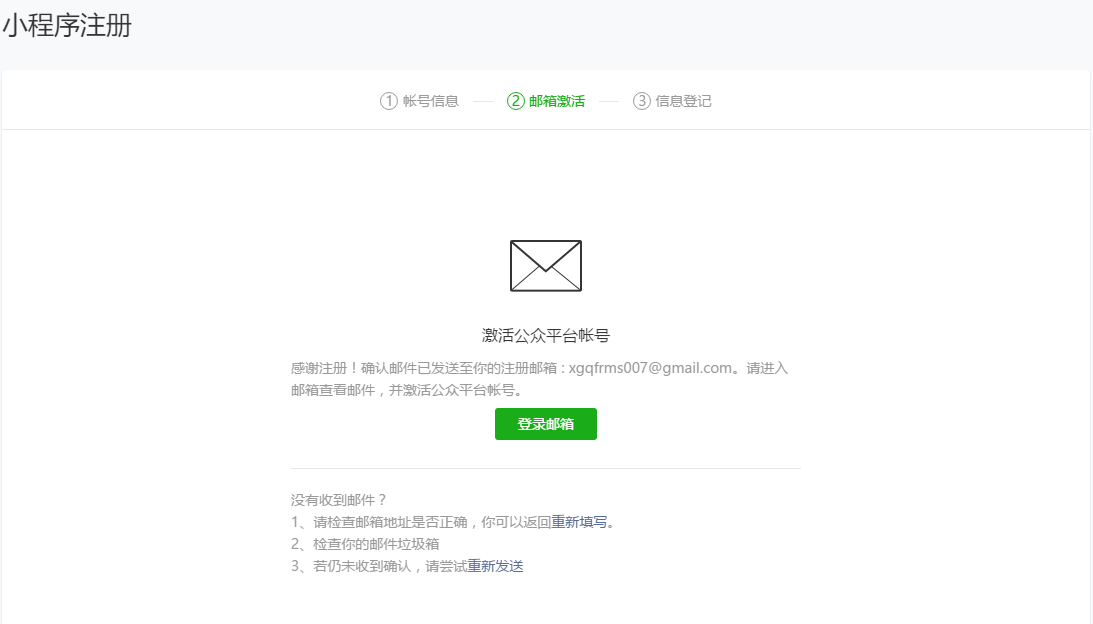 小程序注册
① 帐号信息 ② 邮箱激活 ③ 信息登记
激活公众平台帐号
感谢注册！确认邮件已发送至你的注册邮箱 : xgqfrms007@gmail.com。请进入
邮箱查看邮件，并激活公众平台帐号。
登录邮箱
没有收到邮件？
1、请检查邮箱地址是否正确，你可以返回重新填写。
2、检查你的邮件垃圾箱
3、若仍未收到确认，请尝试重新发送